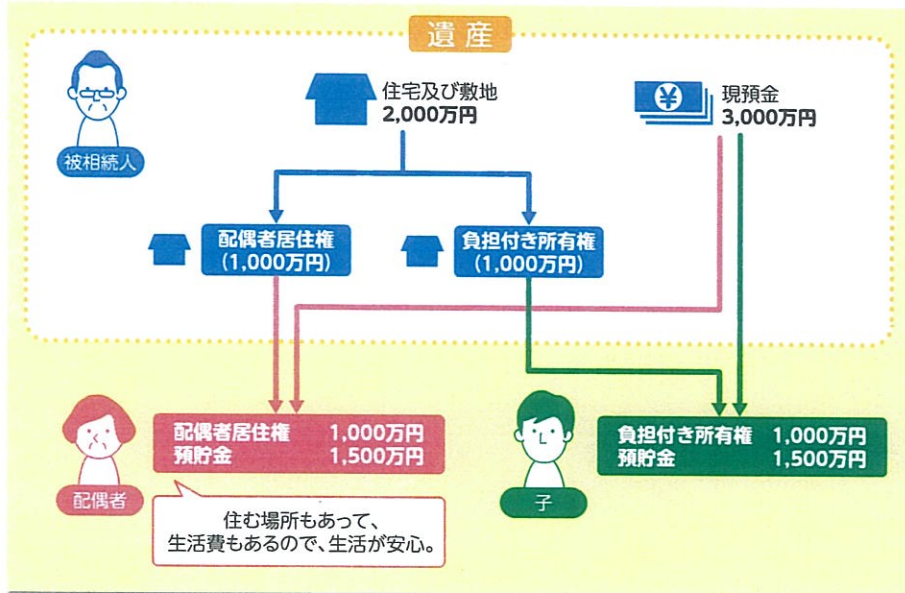 遺産
住宅及び敷地
2,000万円
¥
現預金
3,000万円
被相続人
配偶者居住権
(1,000万円)
負担付き所有権
(1,000万円)
配偶者居住権 1,000万円
預貯金 1,500万円
負担付き所有権 1,000万円
預貯金 1,500万円
配偶者
子
住む場所もあって、
生活費もあるので、生活が安心。